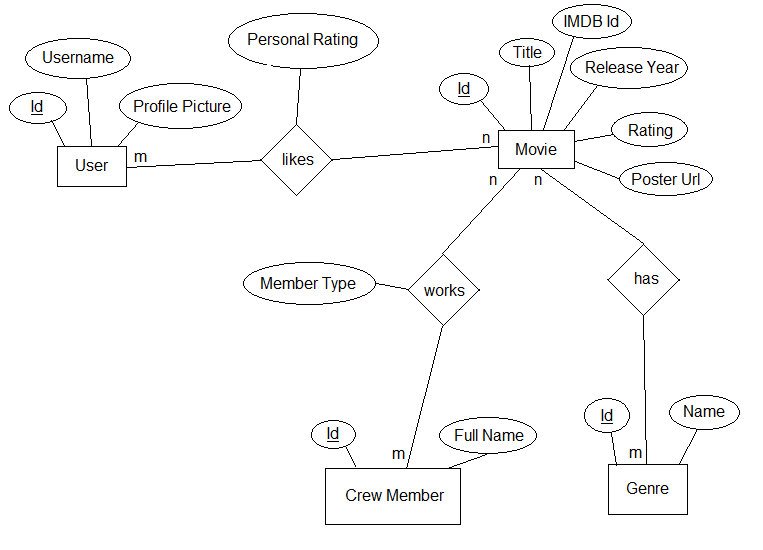 IMDB Id
Personal Rating
Title
Username
Release Year
Id
Id
Profile Picture
Rating
n
Movie
m
likes
User
Poster Url
n
n
has
Member Type
works
Name
Id
Id
Full Name
m
m
Genre
Crew Member